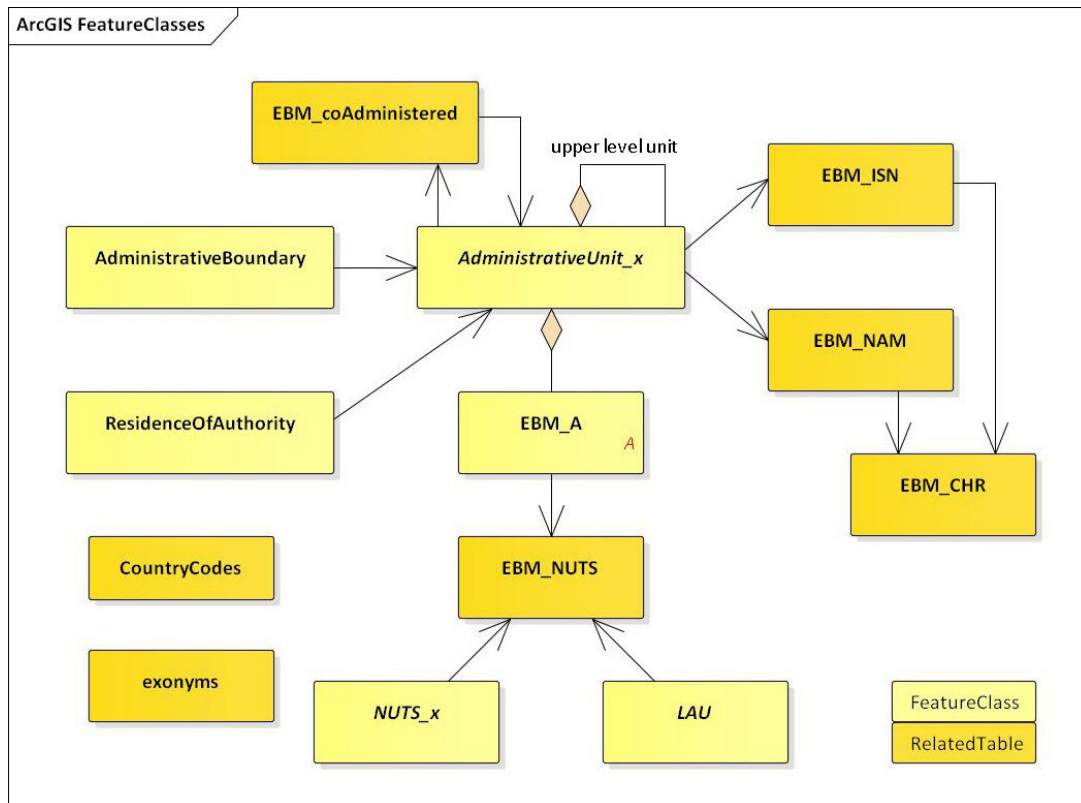 ArcGIS FeatureClasses
EBM_coAdministered
upper level unit
EBM_ISN
AdministrativeBoundary
AdministrativeUnit_x
EBM_NAM
ResidenceOfAuthority
EBM_A
A
EBM_CHR
CountryCodes
EBM_NUTS
exonyms
NUTS_x
LAU
FeatureClass
RelatedTable